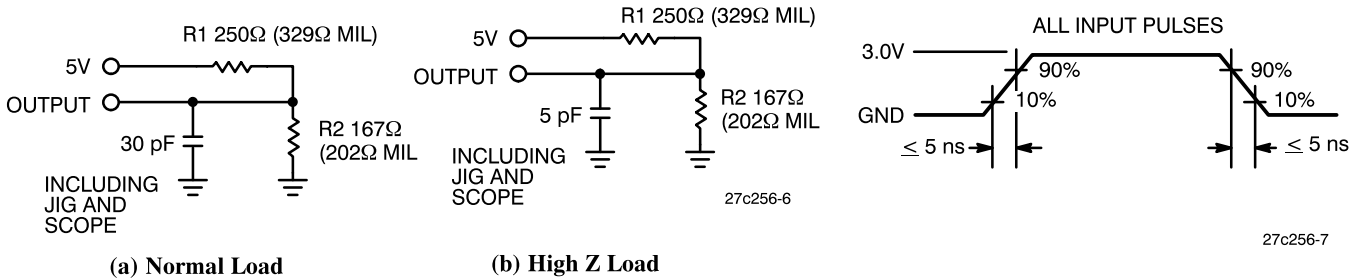 R1 250Ω (329Ω MIL)
5V
OUTPUT
30 pF
R2 167Ω
(202Ω MIL
INCLUDING
JIG AND
SCOPE
(a) Normal Load
R1 250Ω (329Ω MIL)
5V
OUTPUT
5 pF
R2 167Ω
(202Ω MIL
INCLUDING
JIG AND
SCOPE
27c256-6
(b) High Z Load
ALL INPUT PULSES
3.0V
90%
90%
10%
10%
GND
≤ 5 ns
≤ 5 ns
27c256-7